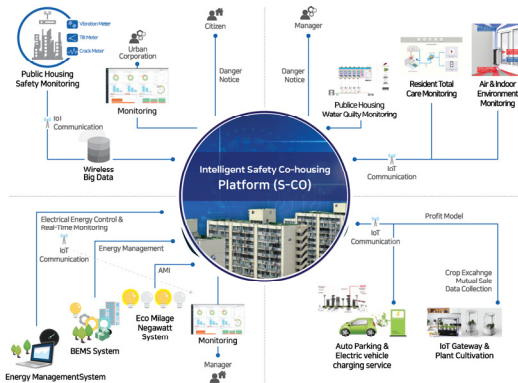 Vibration Meter
Tilt Meter
Crack Meter
Public Housing
Safety Monitoring
IoI
Communication
Wireless
Big Data
Urban
Corporation
Monitoring
Citizen
Danger
Notice
Manager
Danger
Notice
Publice Housing
Water Qulity Monitoring
Resident Total
Care Monitoring
Air & Indoor
Environment
Monitoring
IoT
Communication
Intelligent Safety Co-housing
Platform (S-CO)
Electrical Energy Control &
Real-Time Monitoring
IoT
Communication
Energy Management
AMI
Energy ManagementSystem
BEMS System
Eco Milage
Negawatt
System
Monitoring
Manager
Profit Model
IoT
Communication
Crop Excahnge
Mutual Sale
Data Collection
Auto Parking &
Electric vehicle
charging service
IoT Gateway &
Plant Cultivation